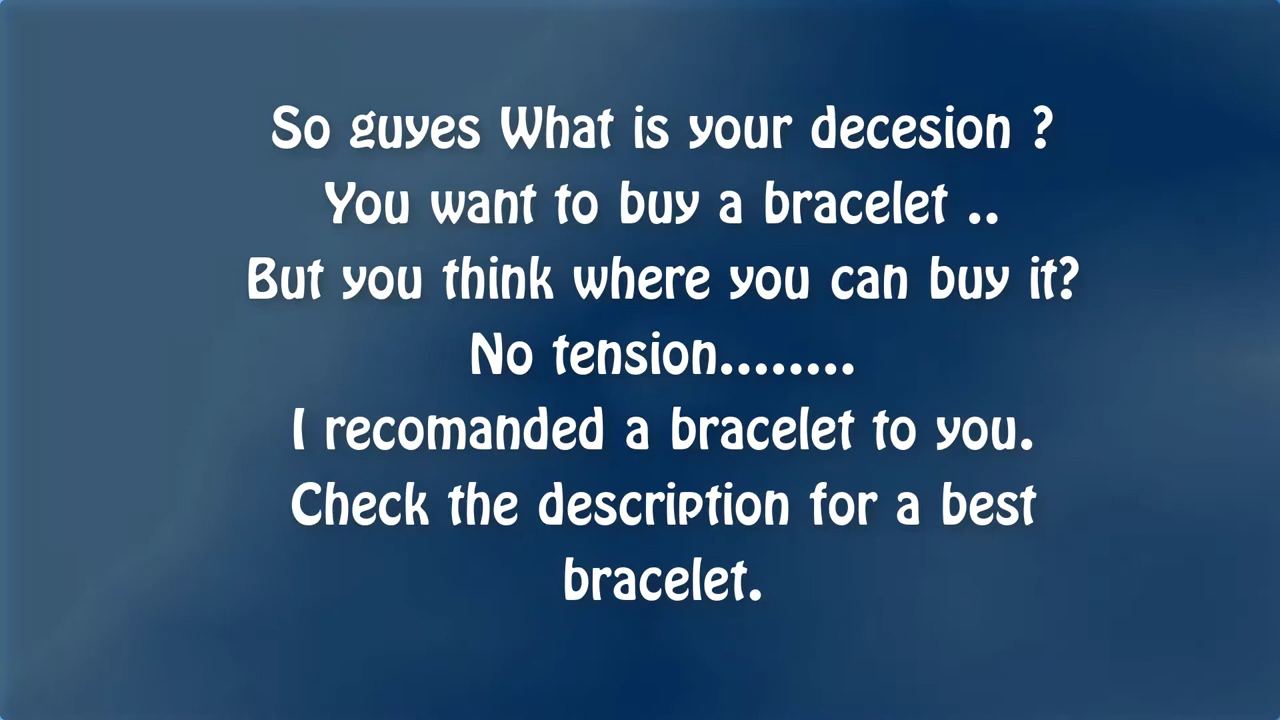 So guyes What is your decesion ?
You want to buy a bracelet ..
But you think where you can buy it?
No tension........
I recomanded a bracelet to you.
Check the description for a best
bracelet.